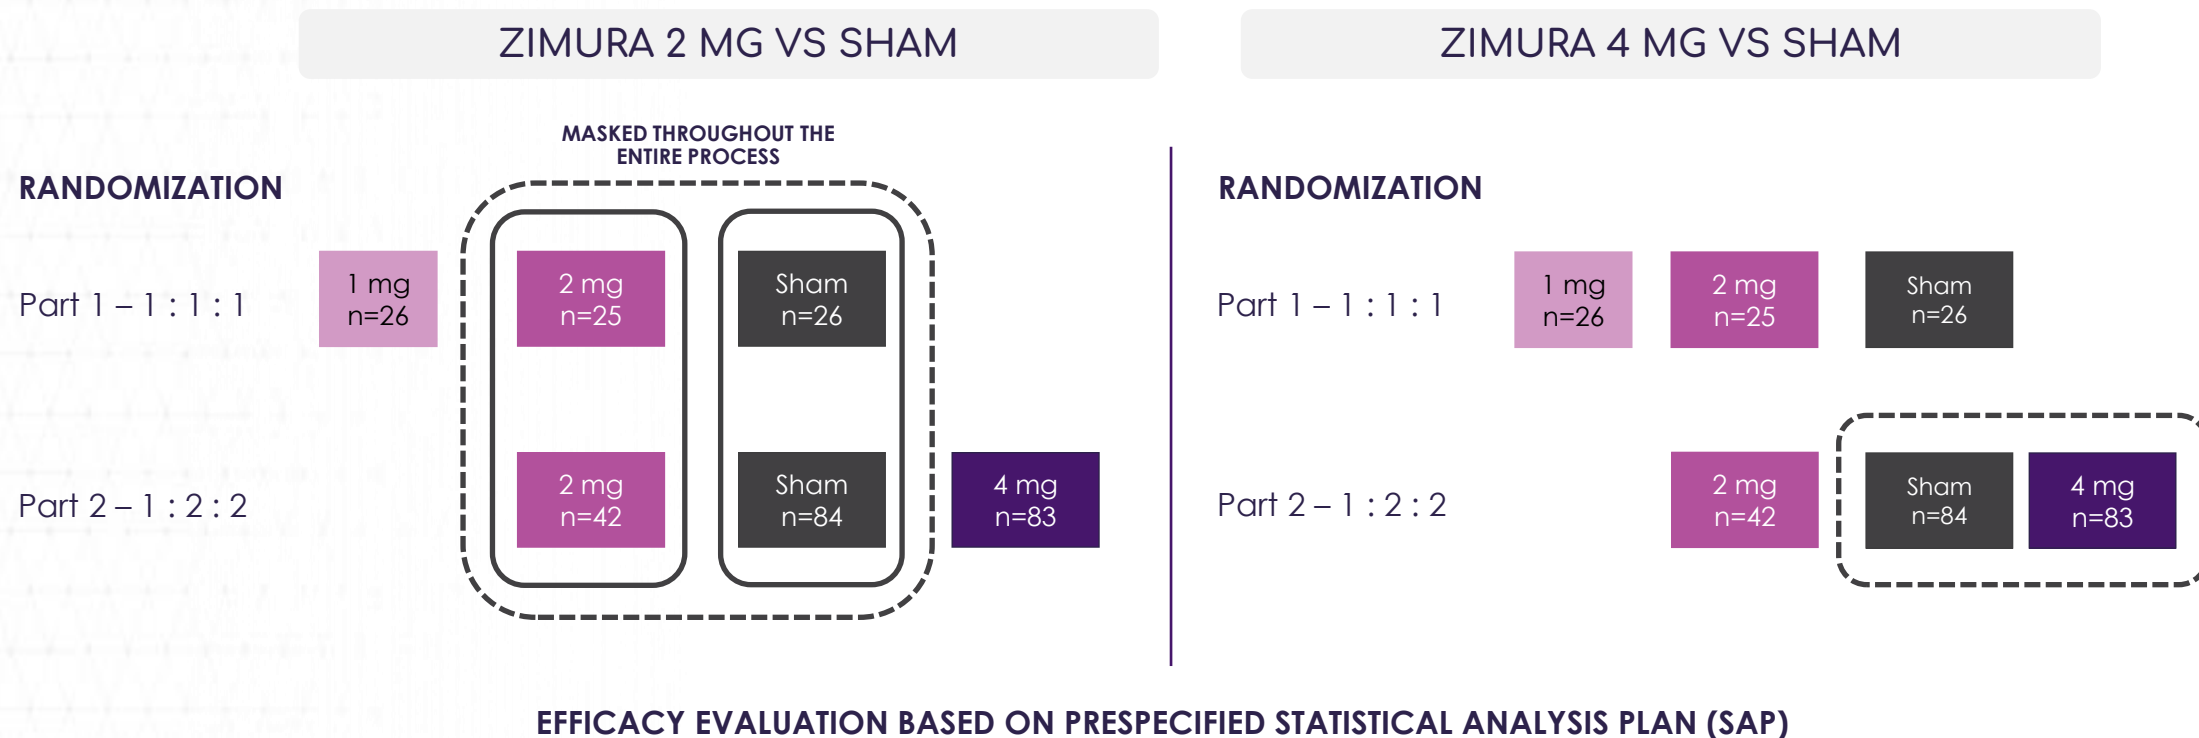 ZIMURA 2 MG VS SHAM
MASKED THROUGHOUT THE
ENTIRE PROCESS
RANDOMIZATION
Part 1 – 1 : 1 : 1
1 mg
n=26
2 mg
n=25
Sham
n=26
Part 2 – 1 : 2 : 2
2 mg
n=42
Sham
n=84
4 mg
n=83
ZIMURA 4 MG VS SHAM
RANDOMIZATION
Part 1 – 1 : 1 : 1
1 mg
n=26
2 mg
n=25
Sham
n=26
Part 2 – 1 : 2 : 2
2 mg
n=42
Sham
n=84
4 mg
n=83
EFFICACY EVALUATION BASED ON PRESPECIFIED STATISTICAL ANALYSIS PLAN (SAP)